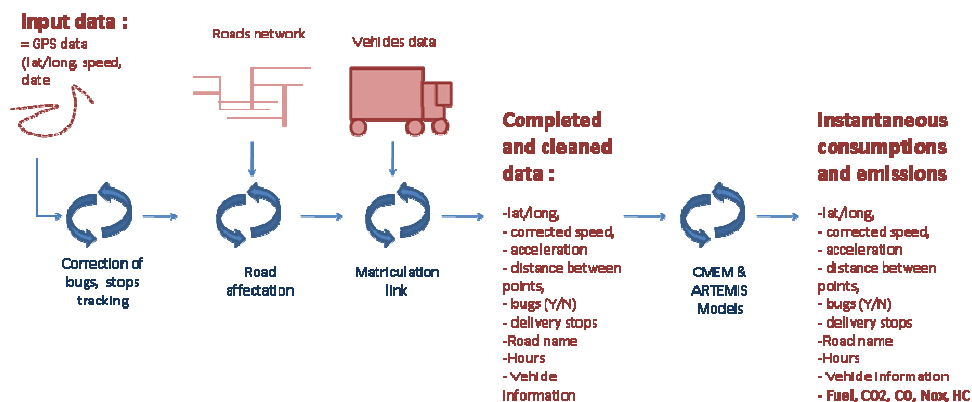 Input data :
= GPS data
(lat/long, speed,
date
Roads network
Vehicles data
Correction of
bugs, stops
tracking
Road
affectation
Matriculation
link
Completed
and cleaned
data :
-lat/long,
- corrected speed,
- acceleration
- distance between
points,
- bugs (Y/N)
- delivery stops
-Road name
-Hours
- Vehicle
information
CMEM &
ARTEMIS
Models
Instantaneous
consumptions
and emissions
-lat/long,
- corrected speed,
- acceleration
- distance between
points,
- bugs (Y/N)
- delivery stops
-Road name
-Hours
- Vehicle information
- Fuel, CO2, CO, Nox, HC